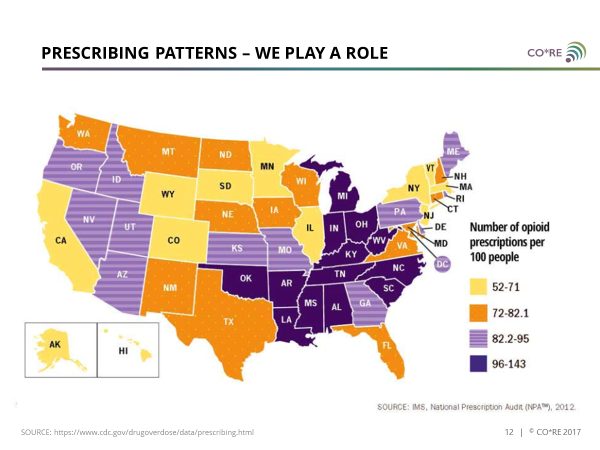 PRESCRIBING PATTERNS – WE PLAY A ROLE
CO*RE
WA
MT
ND
MN
ME
OR
ID
SD
WI
VT
NH
WY
MI
NY
MA
RI
CT
NV
UT
CO
NE
IA
IL
IN
OH
PA
NJ
DE
MD
DC
CA
KS
MO
KY
WV
VA
AZ
NM
OK
AR
TN
NC
SC
TX
LA
MS
AL
GA
FL
AK
HI
Number of opioid
prescriptions per
100 people
52-71
72-82.1
82.2-95
96-143
SOURCE: IMS, National Prescription Audit (NPA™), 2012.
SOURCE: https://www.cdc.gov/drugoverdose/data/prescribing.html
12 | © CO*RE 2017